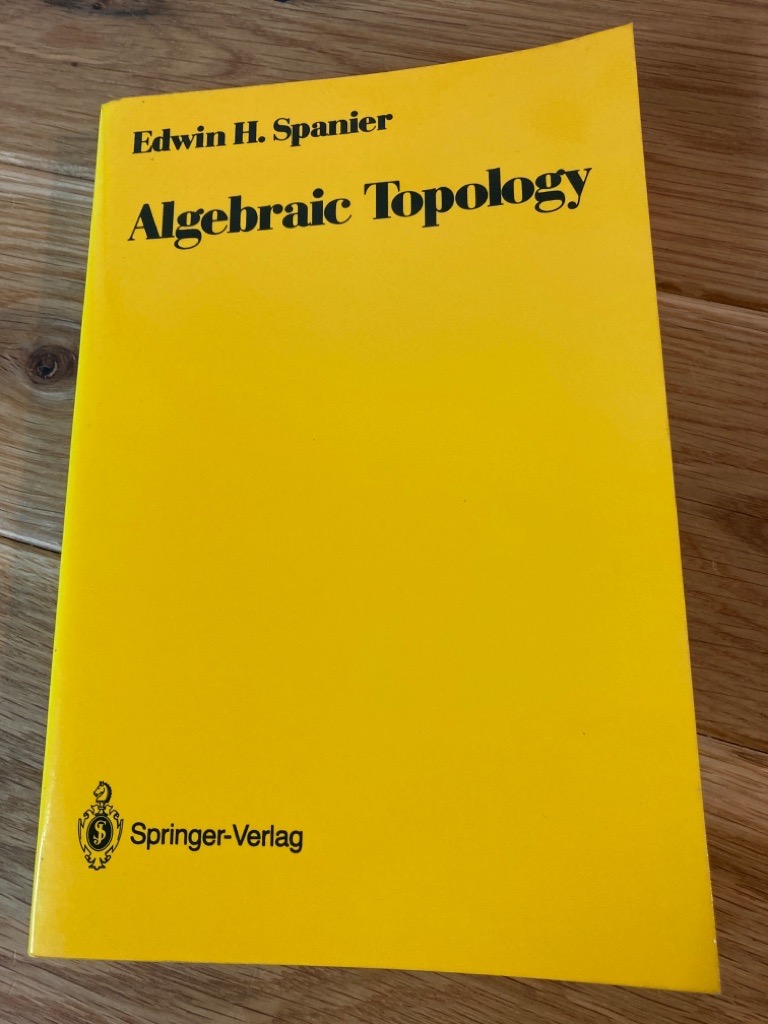 Edwin H. Spanier
Algebraic Topology
Springer-Verlag